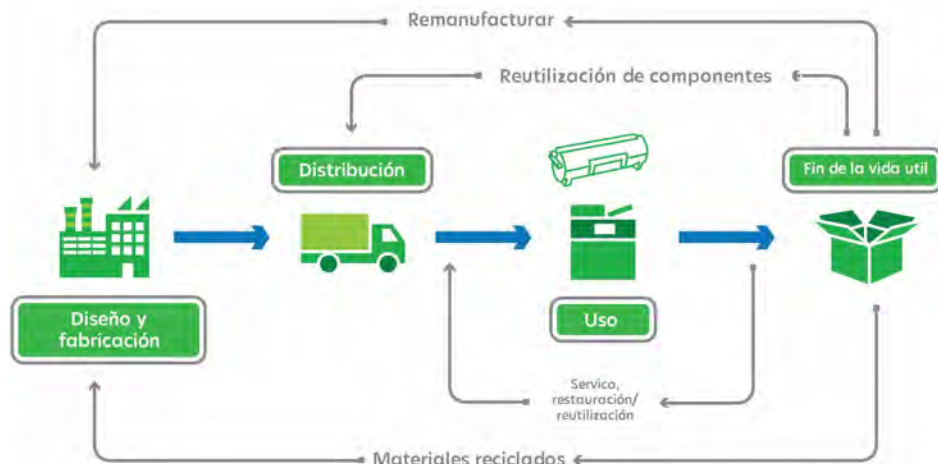 Remanufacturar
Reutilización de componentes
Distribución
Fin de la vida util
Diseño y
fabricación
Uso
Servico,
restauración/
reutilización
Materiales reciclados